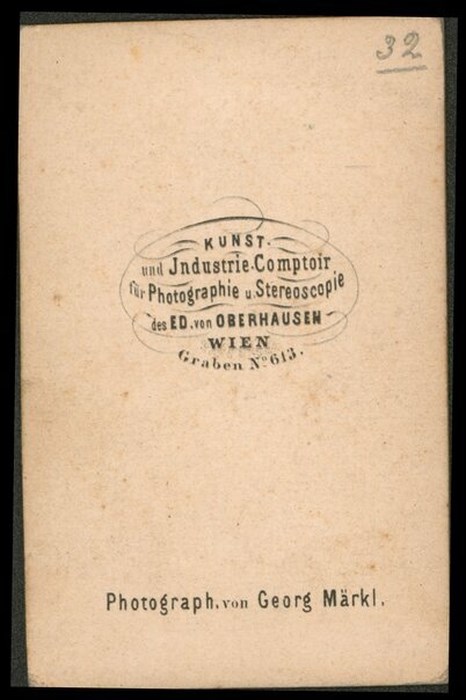 32
KUNST-
und Jndustrie-Comptoir
für Photographie u. Stereoscopie
des ED. von OBERHAUSEN
WIEN
Graben No 613.
Photograph. von Georg Märkl.